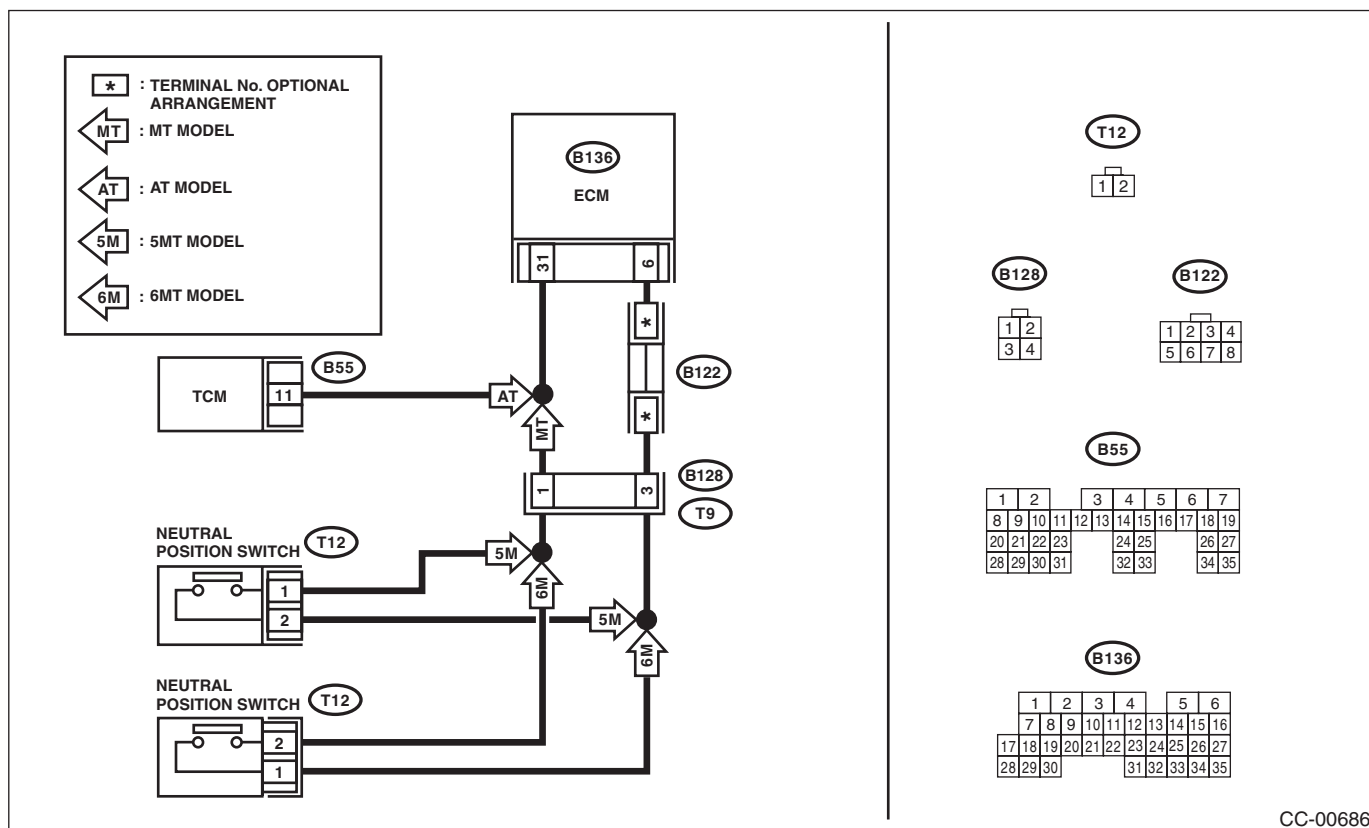 * : TERMINAL No. OPTIONAL
ARRANGEMENT
MT : MT MODEL
AT : AT MODEL
5M : 5MT MODEL
6M : 6MT MODEL
B136
ECM
31 6
*
B122
*
TCM
11
B55
AT
MT
1 3
B128
T9
NEUTRAL
POSITION SWITCH
T12
1
2
5M
6M
5M
6M
NEUTRAL
POSITION SWITCH
T12
2
1
T12
1 2
B128
1 2
3 4
B122
1 2 3 4
5 6 7 8
B55
1 2 3 4 5 6 7
8 9 10 11 12 13 14 15 16 17 18 19
20 21 22 23 24 25 26 27
28 29 30 31 32 33 34 35
B136
1 2 3 4 5 6
7 8 9 10 11 12 13 14 15 16
17 18 19 20 21 22 23 24 25 26 27
28 29 30 31 32 33 34 35
CC-00686